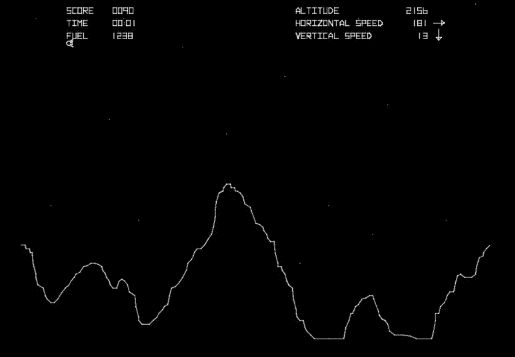 SCORE 0090
TIME 00:01
FUEL 1238
ALTITUDE 2156
HORIZONTAL SPEED 181 →
VERTICAL SPEED 13 ↓